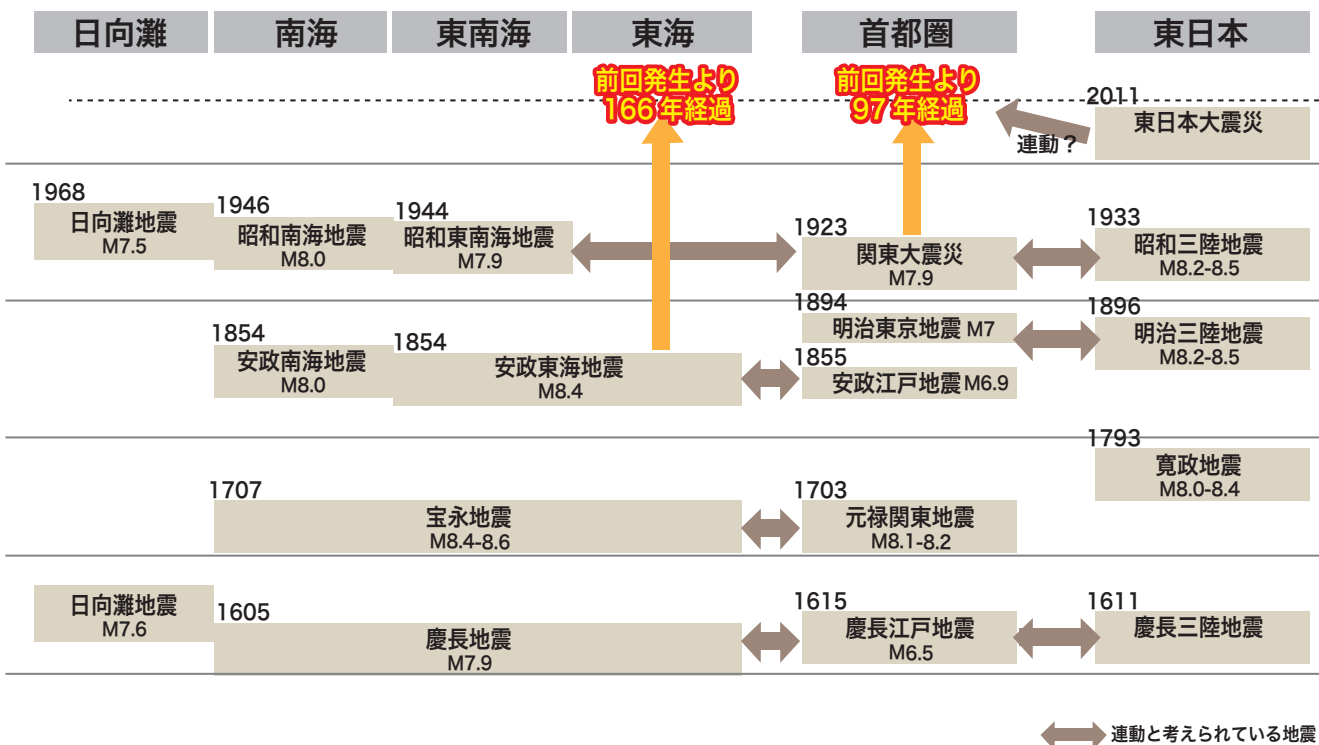 日向灘
南海
東南海
東海
首都圏
東日本
前回発生より
166 年経過
前回発生より
97 年経過
2011
東日本大震災
連動？
1968
日向灘地震
M7.5
1946
昭和南海地震
M8.0
1944
昭和東南海地震
M7.9
1923
関東大震災
M7.9
1933
昭和三陸地震
M8.2-8.5
1854
安政南海地震
M8.0
1854
安政東海地震
M8.4
1894
明治東京地震 M7
1855
安政江戸地震 M6.9
1896
明治三陸地震
M8.2-8.5
1793
寛政地震
M8.0-8.4
1707
宝永地震
M8.4-8.6
1703
元禄関東地震
M8.1-8.2
日向灘地震
M7.6
1605
慶長地震
M7.9
1615
慶長江戸地震
M6.5
1611
慶長三陸地震
連動と考えられている地震